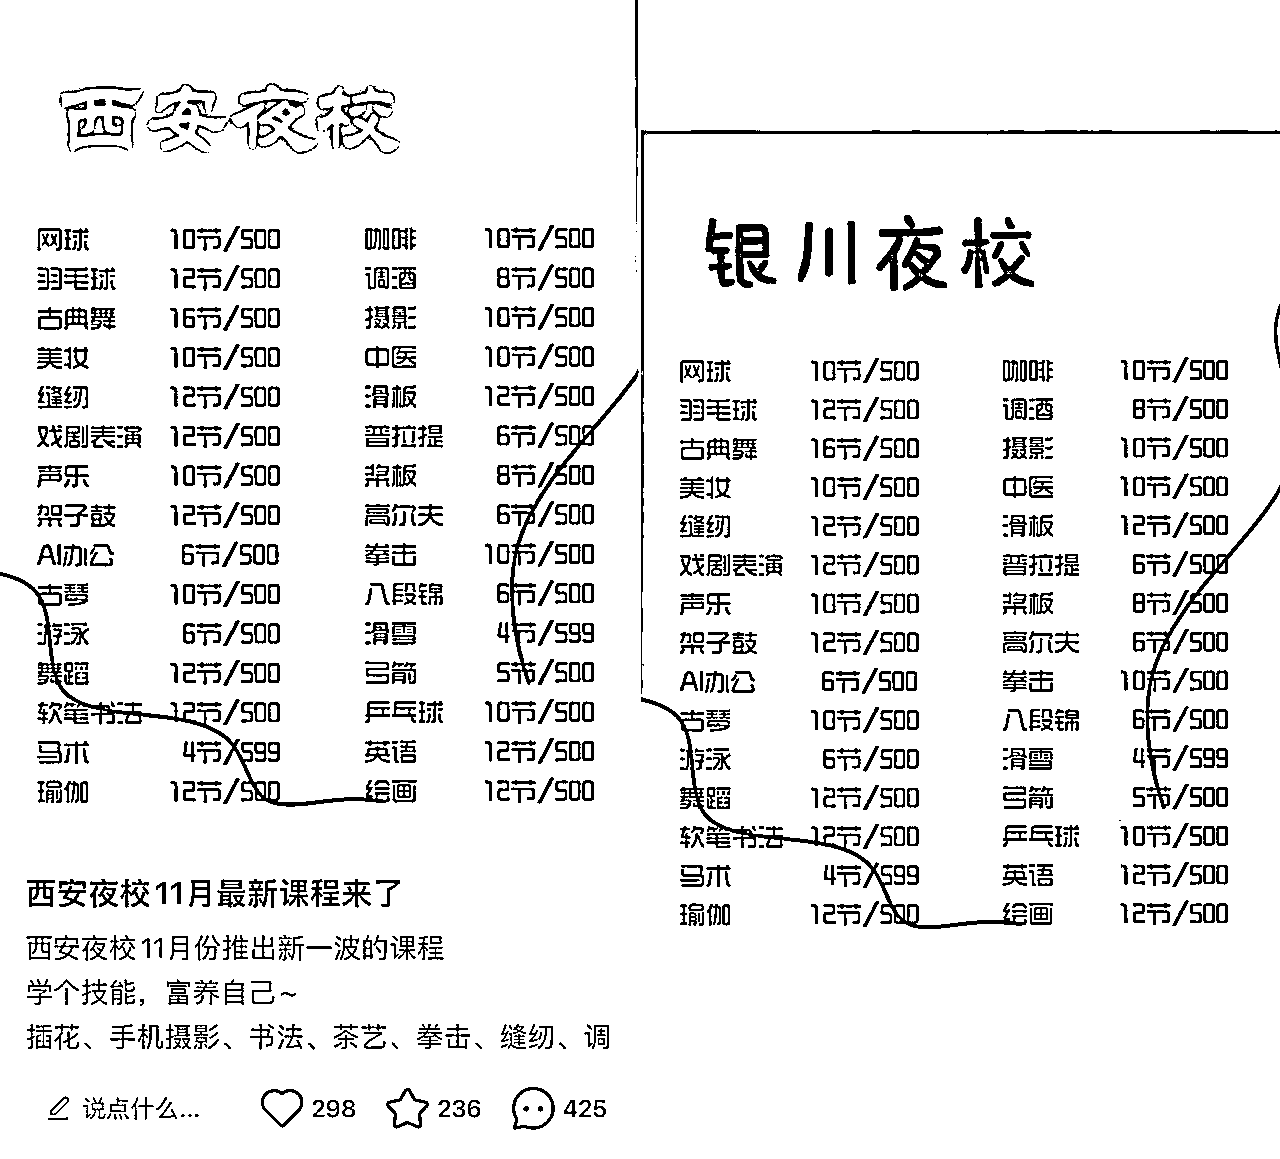 西安夜校
网球 10节/500 咖啡 10节/500
羽毛球 12节/500 调酒 8节/500
古典舞 16节/500 摄影 10节/500
美妆 10节/500 中医 10节/500
缝纫 12节/500 滑板 12节/500
戏剧表演 12节/500 普拉提 6节/500
声乐 10节/500 桨板 8节/500
架子鼓 12节/500 高尔夫 6节/500
AI办公 6节/500 拳击 10节/500
古琴 10节/500 八段锦 6节/500
游泳 6节/500 滑雪 4节/599
舞蹈 12节/500 弓箭 5节/500
软笔书法 12节/500 乒乓球 10节/500
马术 4节/599 英语 12节/500
瑜伽 12节/500 绘画 12节/500
西安夜校11月最新课程来了
西安夜校11月份推出新一波的课程
学个技能，富养自己~
插花、手机摄影、书法、茶艺、拳击、缝纫、调
说点什么... 298 236 425
银川夜校
网球 10节/500 咖啡 10节/500
羽毛球 12节/500 调酒 8节/500
古典舞 16节/500 摄影 10节/500
美妆 10节/500 中医 10节/500
缝纫 12节/500 滑板 12节/500
戏剧表演 12节/500 普拉提 6节/500
声乐 10节/500 桨板 8节/500
架子鼓 12节/500 高尔夫 6节/500
AI办公 6节/500 拳击 10节/500
古琴 10节/500 八段锦 6节/500
游泳 6节/500 滑雪 4节/599
舞蹈 12节/500 弓箭 5节/500
软笔书法 12节/500 乒乓球 10节/500
马术 4节/599 英语 12节/500
瑜伽 12节/500 绘画 12节/500